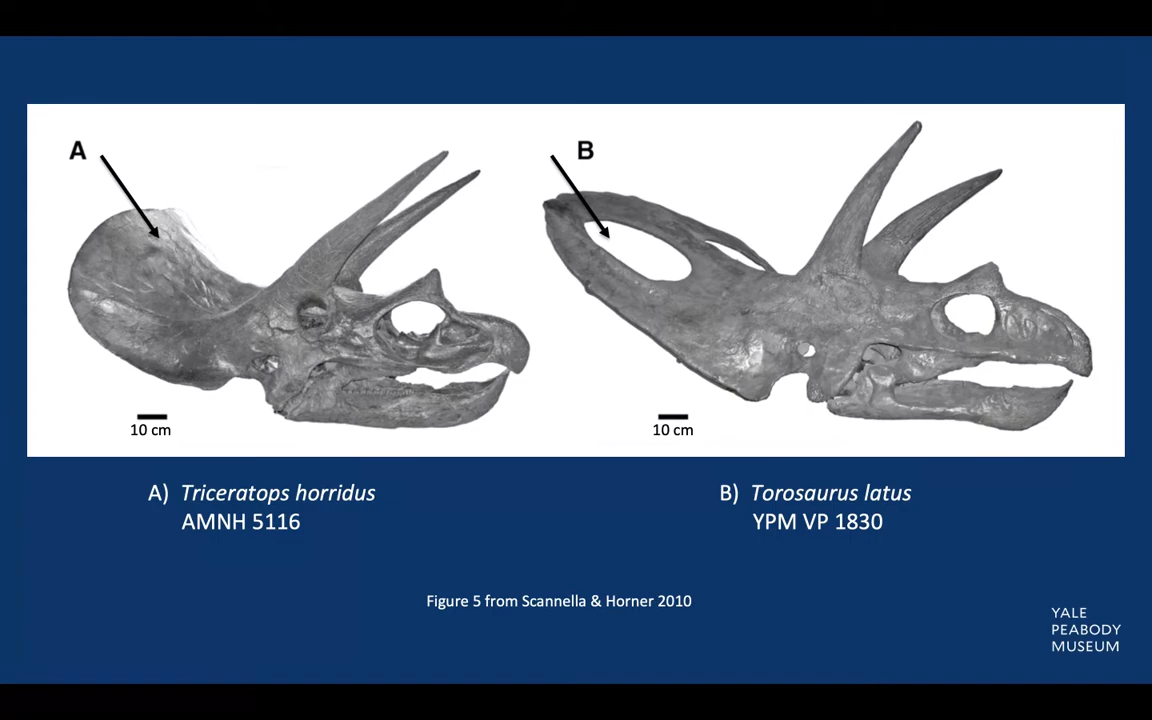 A
B
10 cm
10 cm
A) Triceratops horridus
AMNH 5116
B) Torosaurus latus
YPM VP 1830
Figure 5 from Scannella & Horner 2010
YALE
PEABODY
MUSEUM